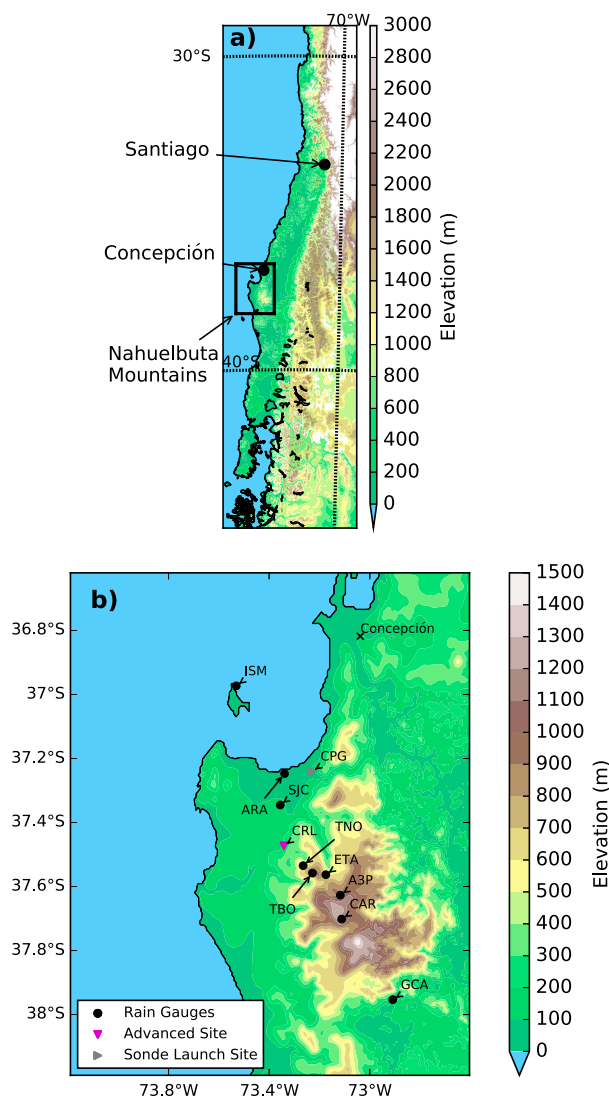 70°W
a)
30°S
Santiago
Concepción
Nahuelbuta
Mountains
40°S
3000
2800
2600
2400
2200
2000
1800
1600
1400
1200
1000
800
600
400
200
0
Elevation (m)
b)
36.8°S
37°S
37.2°S
37.4°S
37.6°S
37.8°S
38°S
Concepción
ISM
CPG
SJC
ARA
TNO
CRL
ETA
A3P
TBO
CAR
GCA
Rain Gauges
Advanced Site
Sonde Launch Site
73.8°W
73.4°W
73°W
1500
1400
1300
1200
1100
1000
900
800
700
600
500
400
300
200
100
0
Elevation (m)